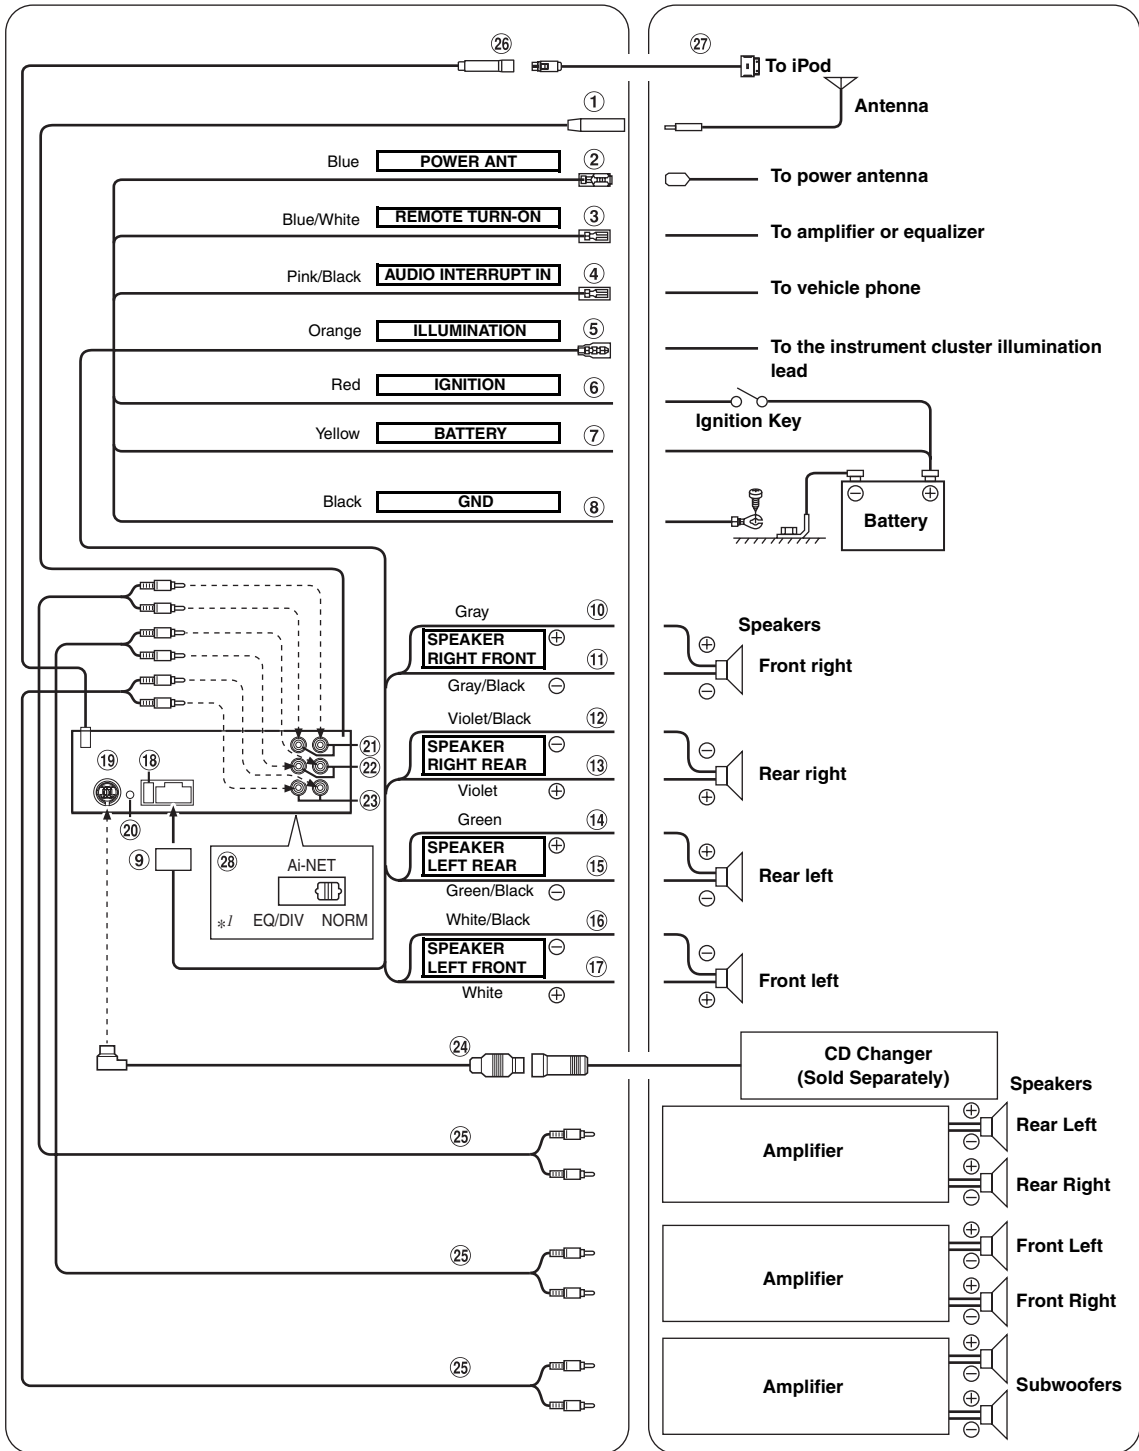 ㉖
㉗
To iPod
①
Antenna
Blue
POWER ANT
②
To power antenna
Blue/White
REMOTE TURN-ON
③
To amplifier or equalizer
Pink/Black
AUDIO INTERRUPT IN
④
To vehicle phone
Orange
ILLUMINATION
⑤
To the instrument cluster illumination
lead
Red
IGNITION
⑥
Ignition Key
Yellow
BATTERY
⑦
Black
GND
⑧
⊖ ⊕
Battery
Gray
⑩
SPEAKER
RIGHT FRONT
⊕
⑪
Gray/Black ⊖
Speakers
⊕
Front right
⊖
Violet/Black
⑫
SPEAKER
RIGHT REAR
⊖
⑬
Violet ⊕
⊖
Rear right
⊕
⑲
⑱
㉑
㉒
㉓
⑳
⑨
㉘
Ai-NET
*1 EQ/DIV NORM
Green
⑭
SPEAKER
LEFT REAR
⊕
⑮
Green/Black ⊖
⊕
Rear left
⊖
White/Black
⑯
SPEAKER
LEFT FRONT
⊖
⑰
White ⊕
⊖
Front left
⊕
㉔
CD Changer
(Sold Separately)
Speakers
㉕
Amplifier
⊕
Rear Left
⊖
⊕
Rear Right
⊖
㉕
Amplifier
⊕
Front Left
⊖
⊕
Front Right
⊖
㉕
Amplifier
⊕
⊖
Subwoofers
⊕
⊖